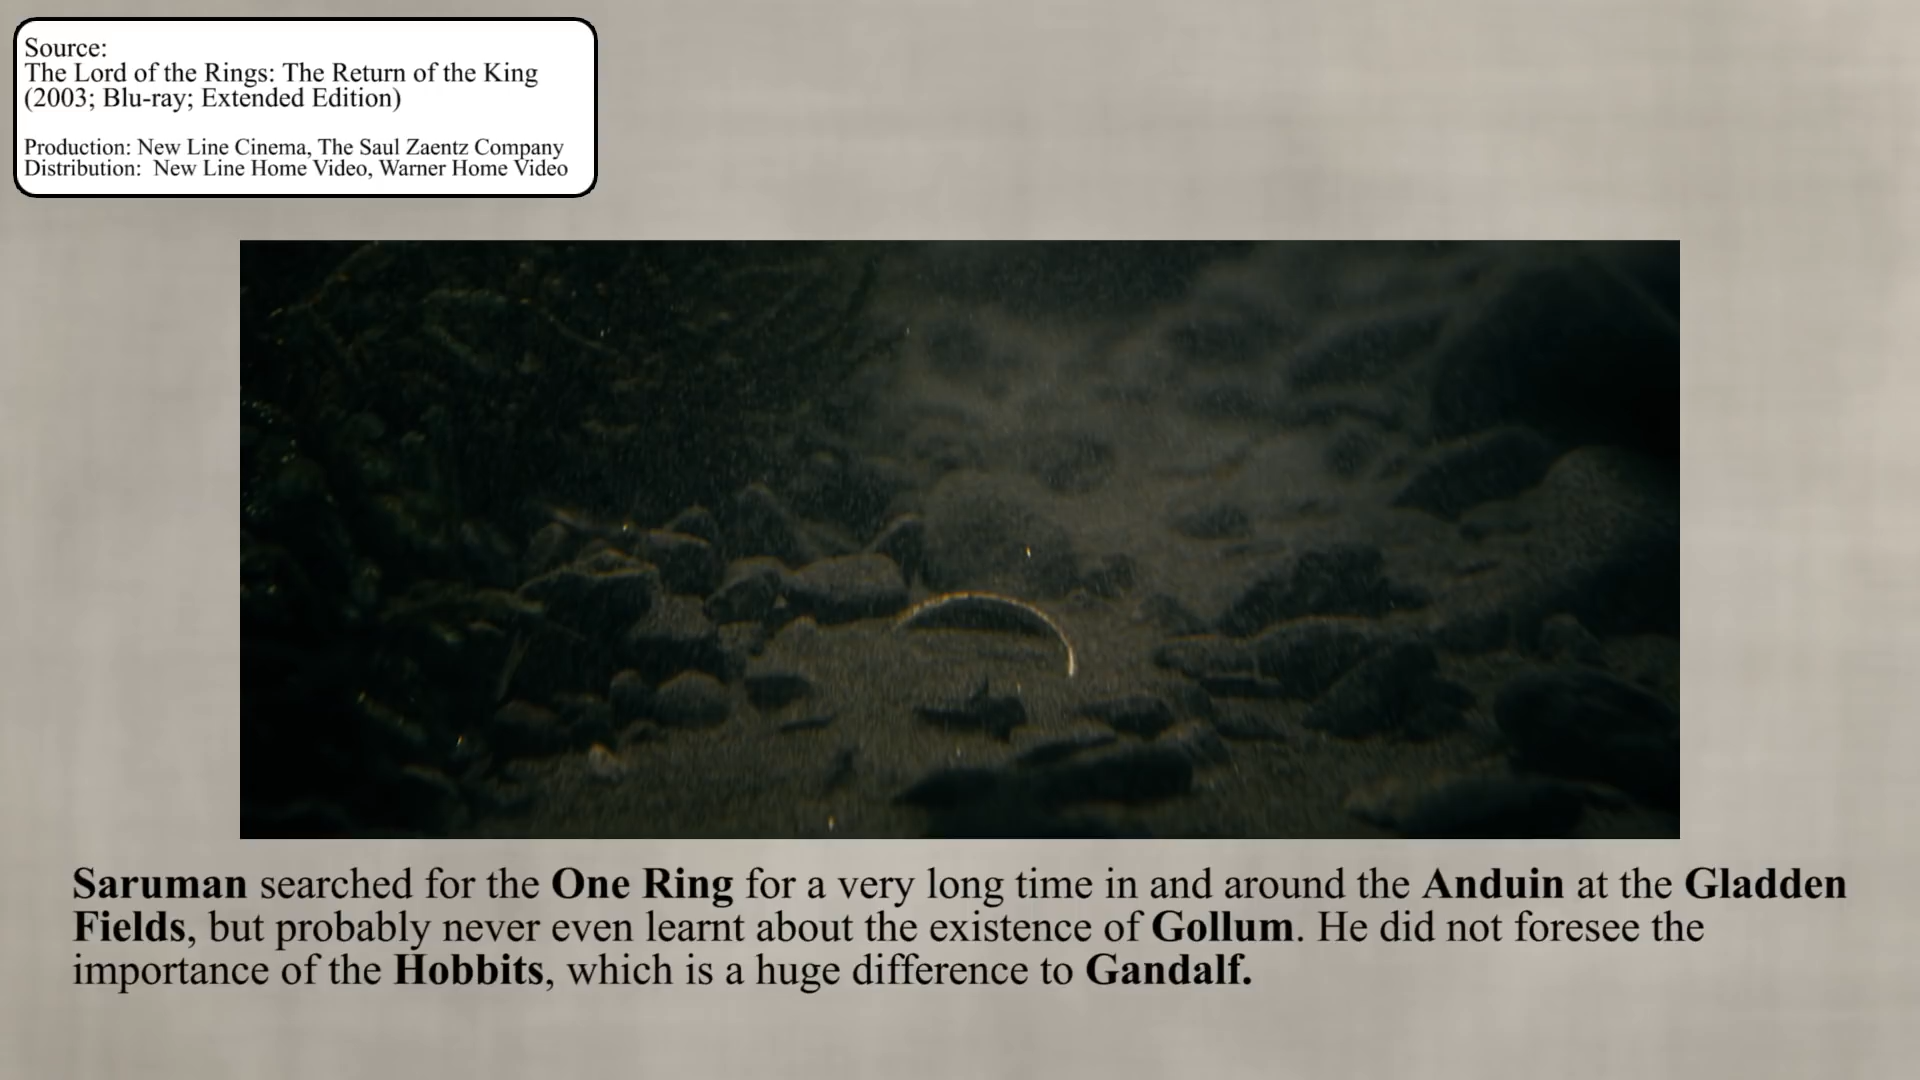 Source:
The Lord of the Rings: The Return of the King
(2003; Blu-ray; Extended Edition)
Production: New Line Cinema, The Saul Zaentz Company
Distribution:  New Line Home Video, Warner Home Video
Saruman searched for the One Ring for a very long time in and around the Anduin at the Gladden
Fields, but probably never even learnt about the existence of Gollum. He did not foresee the
importance of the Hobbits, which is a huge difference to Gandalf.